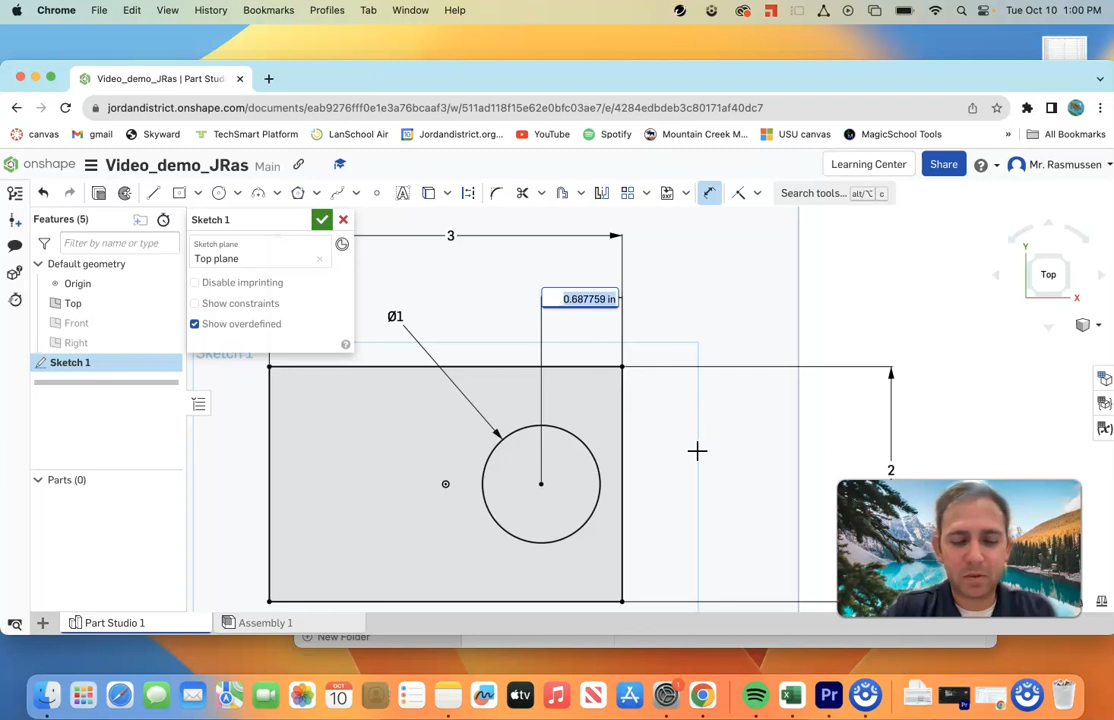 Chrome File Edit View History Bookmarks Profiles Tab Window Help Tue Oct 10 1:00 PM
Video_demo_JRas | Part Studi
jordandistrict.onshape.com/documents/eab9276fff0e1e3a76bcaaf3/w/511ad118f15e62e0bfc03ae7/e/4284edbdeb3c80171af40dc7
canvas gmail Skyward TechSmart Platform LanSchool Air Jordandistrict.org... YouTube Spotify Mountain Creek M... USU canvas MagicSchool Tools » All Bookmarks
onshape Video_demo_JRas Main Learning Center Share Mr. Rasmussen
Search tools... alt/⌥ c
Features (5)
Filter by name or type
Default geometry
Origin
Top
Front
Right
Sketch 1
Parts (0)
Sketch 1
Sketch plane
Top plane
Disable imprinting
Show constraints
Show overdefined
Sketch 1
3
0.687759 in
Ø1
2
Y
Top
X
Part Studio 1 Assembly 1
New Folder
OCT
10
tv
1
Pr